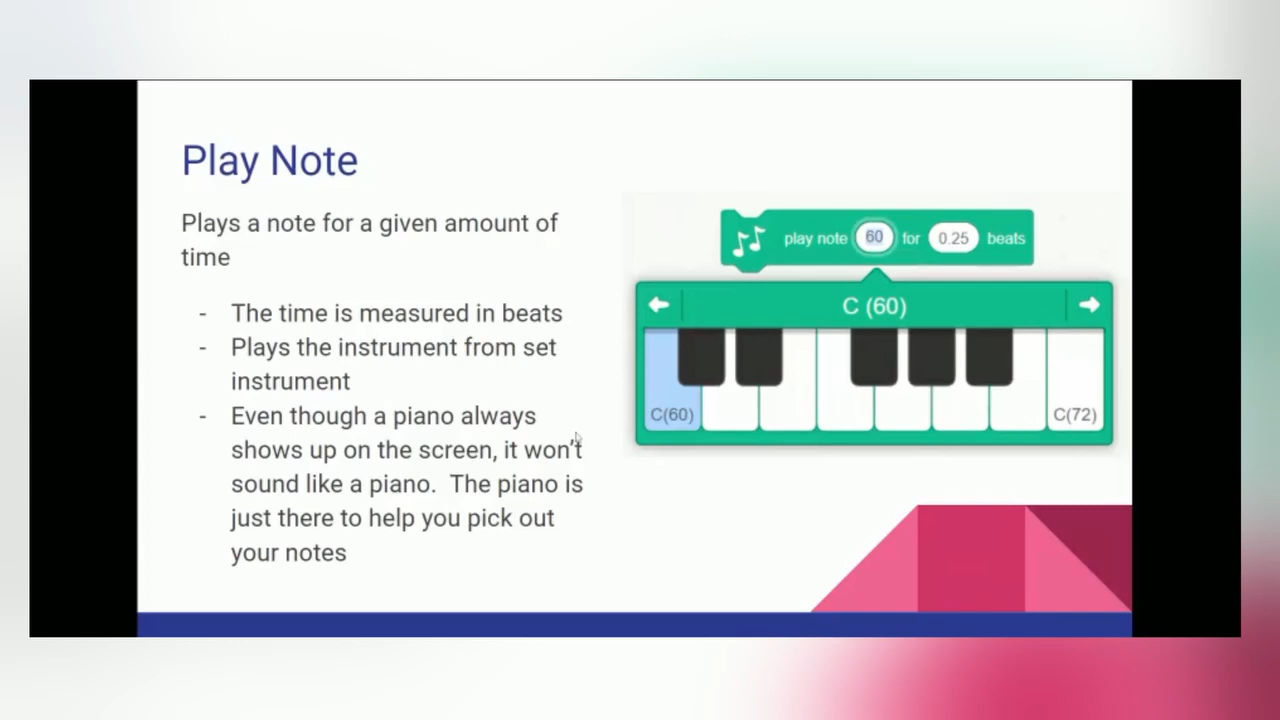 Play Note
Plays a note for a given amount of
time
- The time is measured in beats
- Plays the instrument from set
instrument
- Even though a piano always
shows up on the screen, it won't
sound like a piano.  The piano is
just there to help you pick out
your notes
play note 60 for 0.25 beats
C (60)
C(60) C(72)